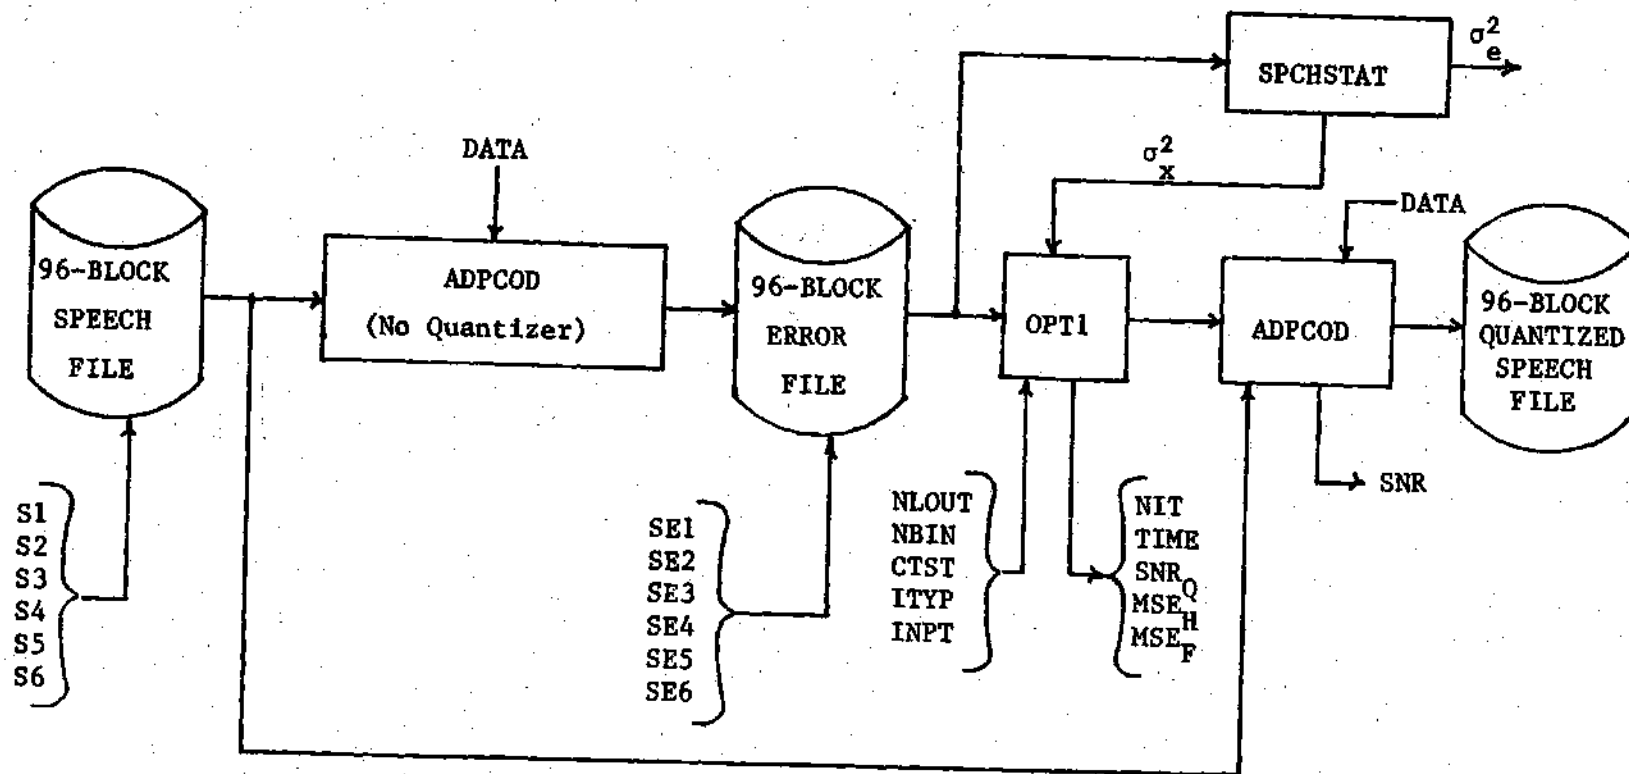 SPCHSTAT
σ²e
σ²x
DATA
DATA
96-BLOCK
SPEECH
FILE
ADPCOD
(No Quantizer)
96-BLOCK
ERROR
FILE
OPT1
ADPCOD
96-BLOCK
QUANTIZED
SPEECH
FILE
SNR
S1
S2
S3
S4
S5
S6
SE1
SE2
SE3
SE4
SE5
SE6
NLOUT
NBIN
CTST
ITYP
INPT
NIT
TIME
SNRQ
MSEH
MSEF